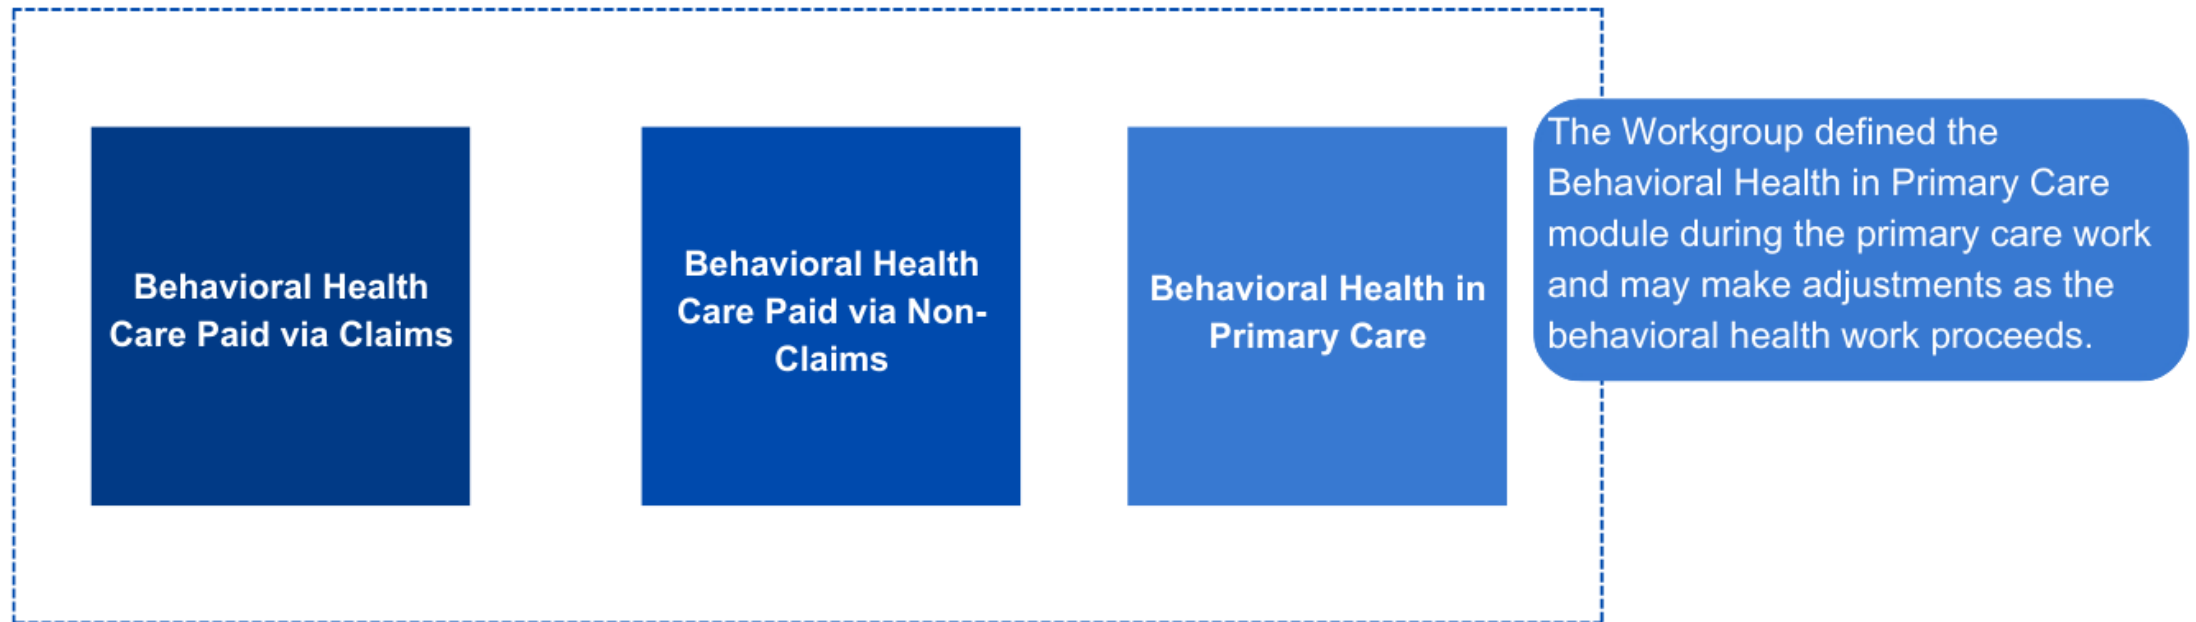 Behavioral Health
Care Paid via Claims
Behavioral Health
Care Paid via Non-
Claims
Behavioral Health in
Primary Care
The Workgroup defined the
Behavioral Health in Primary Care
module during the primary care work
and may make adjustments as the
behavioral health work proceeds.